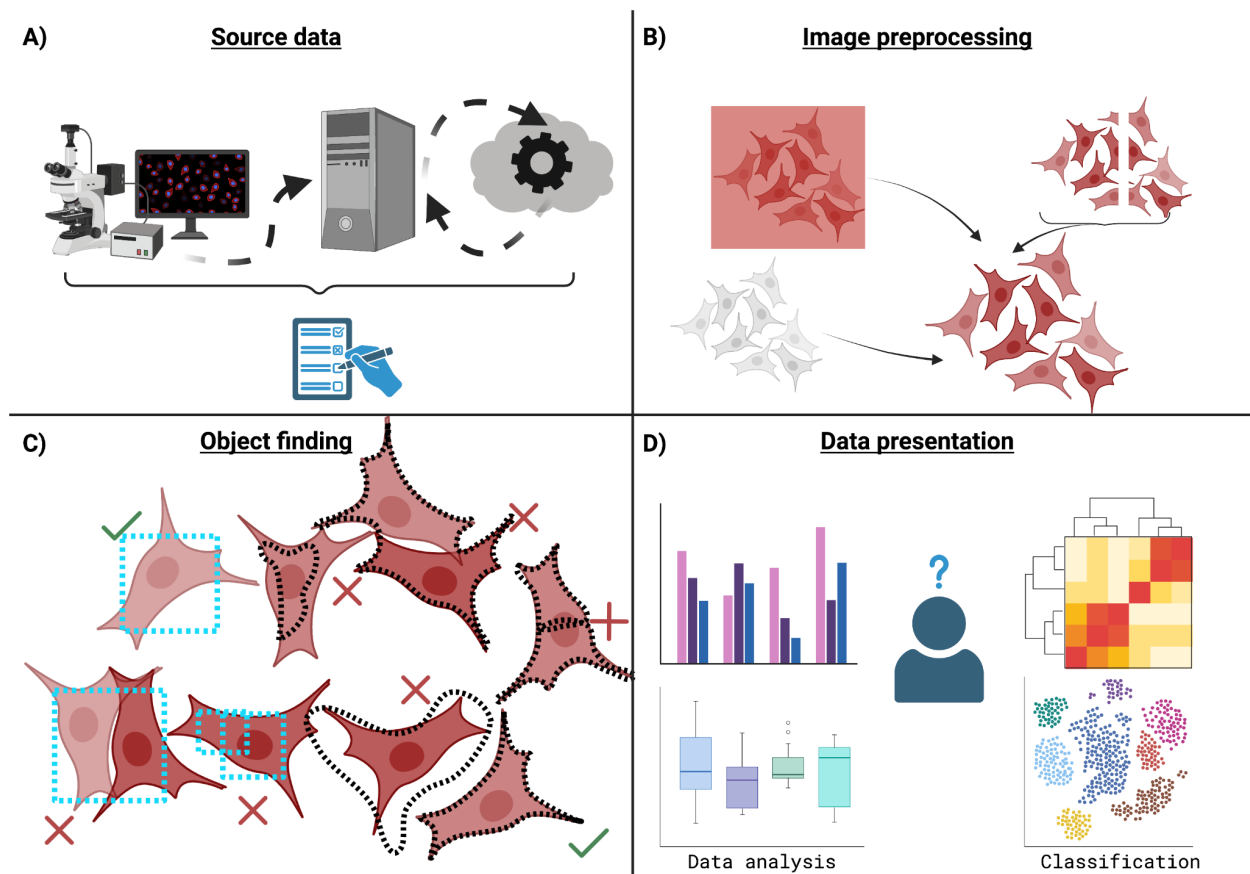 A)
Source data
B)
Image preprocessing
C)
Object finding
D)
Data presentation
?
Data analysis
Classification